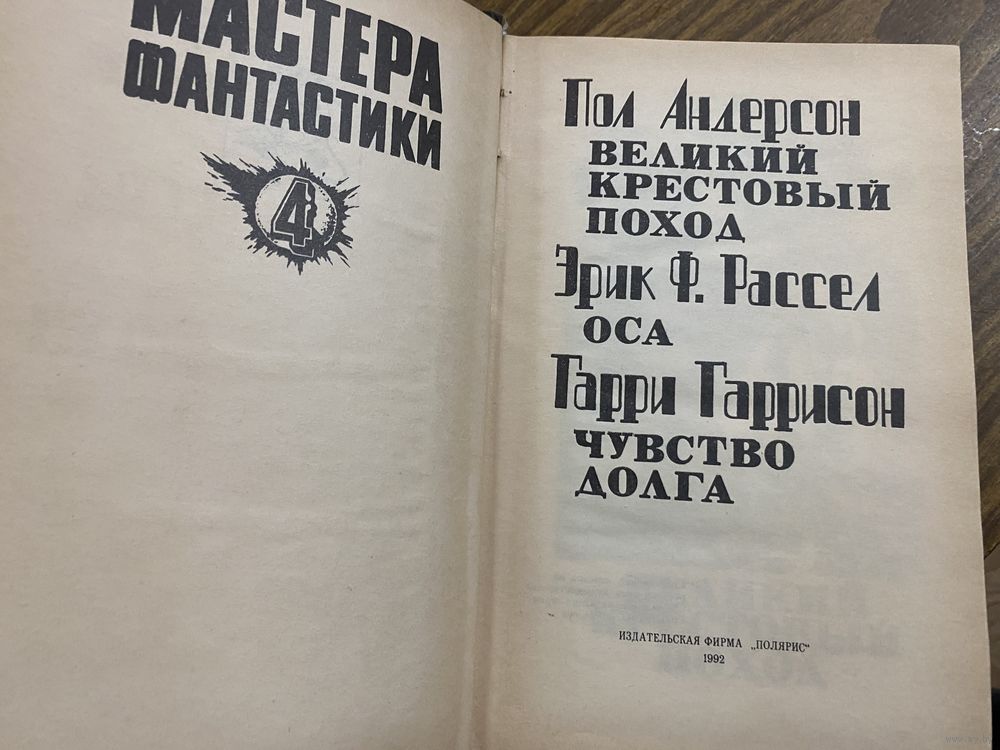 МАСТЕРА
ФАНТАСТИКИ
4
Пол Андерсон
ВЕЛИКИЙ
КРЕСТОВЫЙ
ПОХОД
Эрик Ф. Рассел
ОСА
Гарри Гаррисон
ЧУВСТВО
ДОЛГА
ИЗДАТЕЛЬСКАЯ ФИРМА „ПОЛЯРИС“
1992